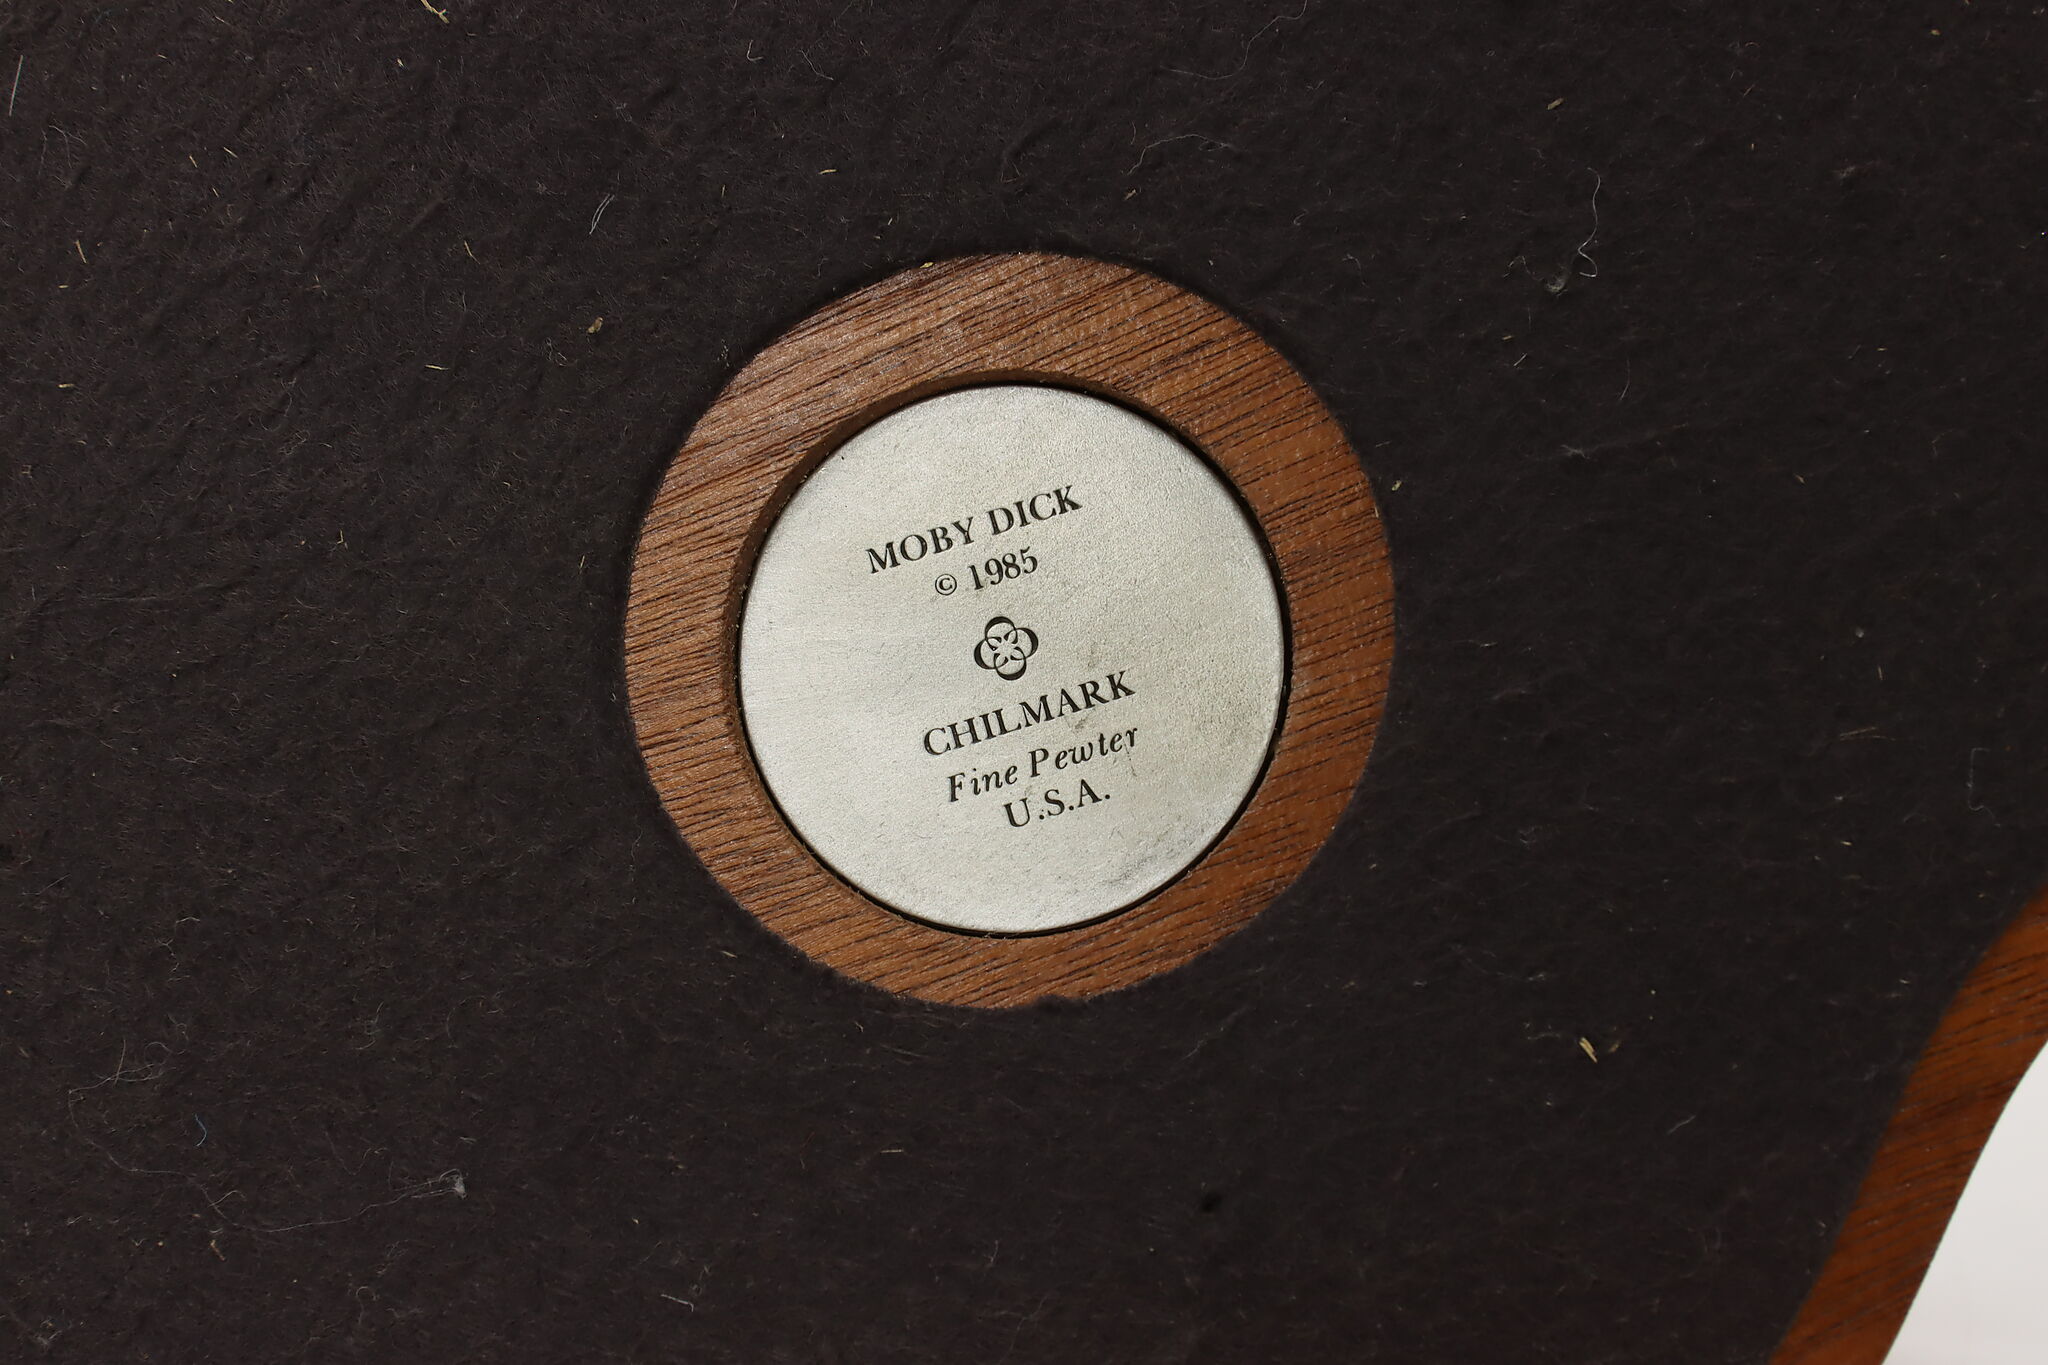 MOBY DICK
© 1985
CHILMARK
Fine Pewter
U.S.A.